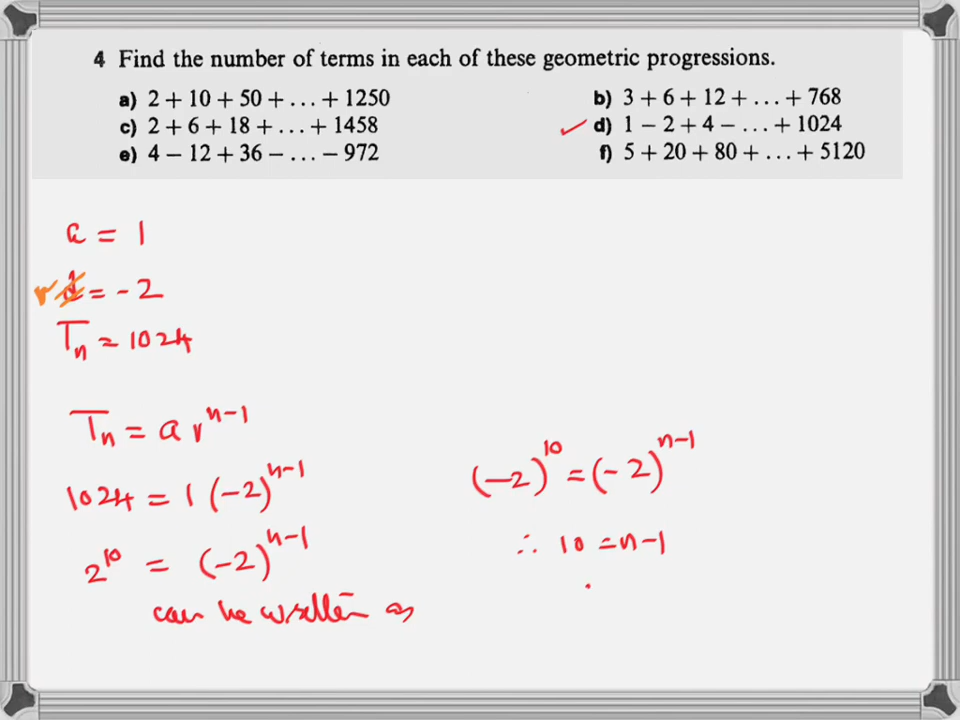 4 Find the number of terms in each of these geometric progressions.
a) 2 + 10 + 50 + ... + 1250
b) 3 + 6 + 12 + ... + 768
c) 2 + 6 + 18 + ... + 1458
d) 1 − 2 + 4 − ... + 1024
e) 4 − 12 + 36 − ... − 972
f) 5 + 20 + 80 + ... + 5120
a = 1
r = -2
Tₙ = 1024
Tₙ = a rⁿ⁻¹
1024 = 1 (-2)ⁿ⁻¹
2¹⁰ = (-2)ⁿ⁻¹
can be written as
(-2)¹⁰ = (-2)ⁿ⁻¹
∴ 10 = n-1